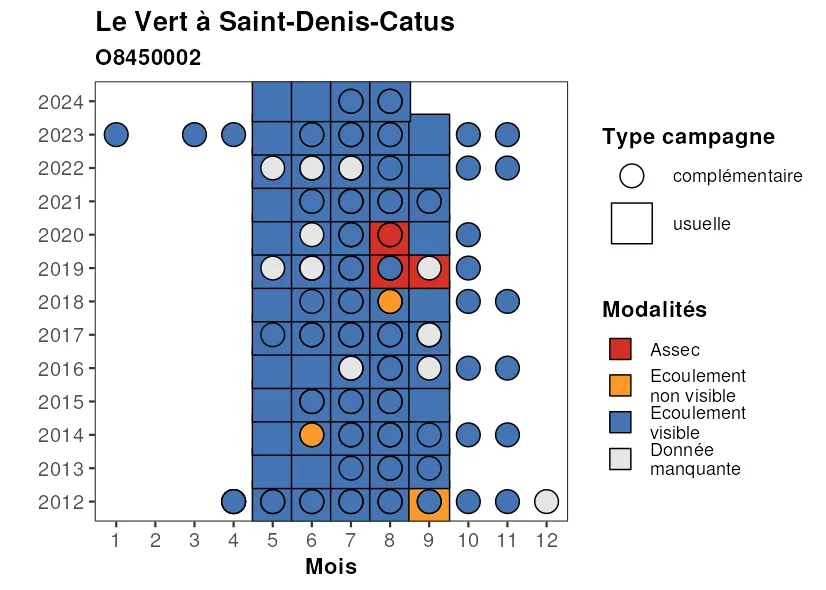 Le Vert à Saint-Denis-Catus
O8450002
2024
2023
2022
2021
2020
2019
2018
2017
2016
2015
2014
2013
2012
1 2 3 4 5 6 7 8 9 10 11 12
Mois
Type campagne
complémentaire
usuelle
Modalités
Assec
Ecoulement
non visible
Ecoulement
visible
Donnée
manquante